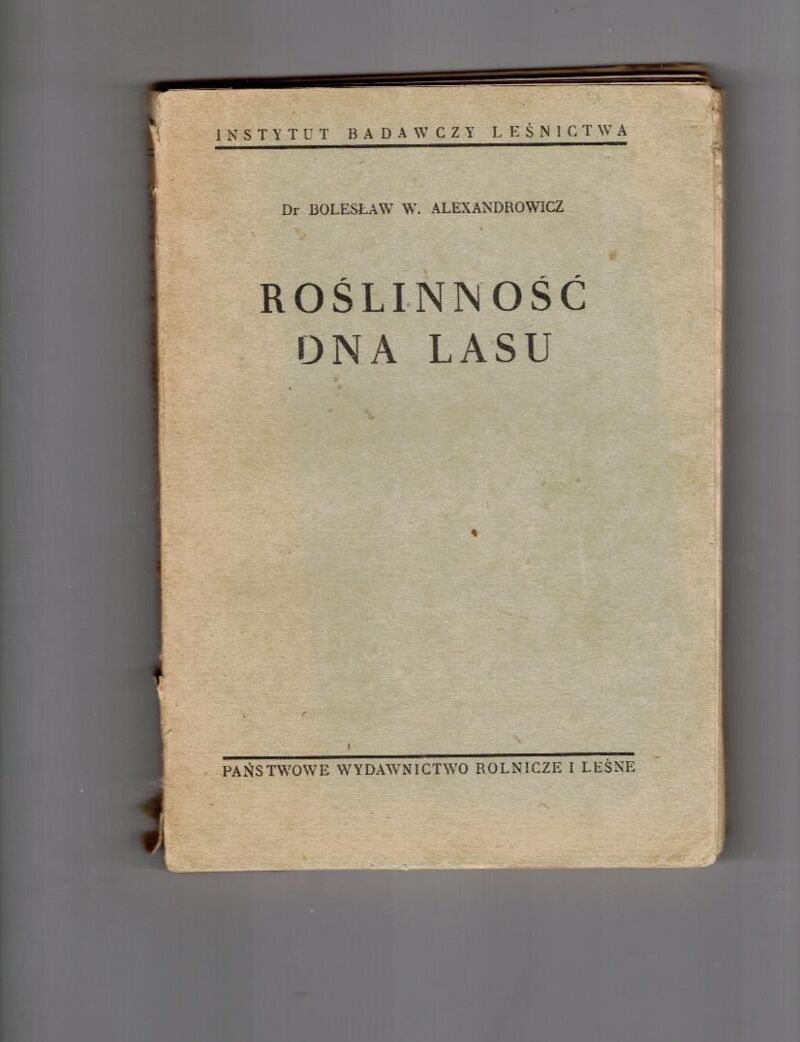 INSTYTUT BADAWCZY LEŚNICTWA
Dr BOLESŁAW W. ALEXANDROWICZ
ROŚLINNOŚĆ
DNA LASU
PAŃSTWOWE WYDAWNICTWO ROLNICZE I LEŚNE